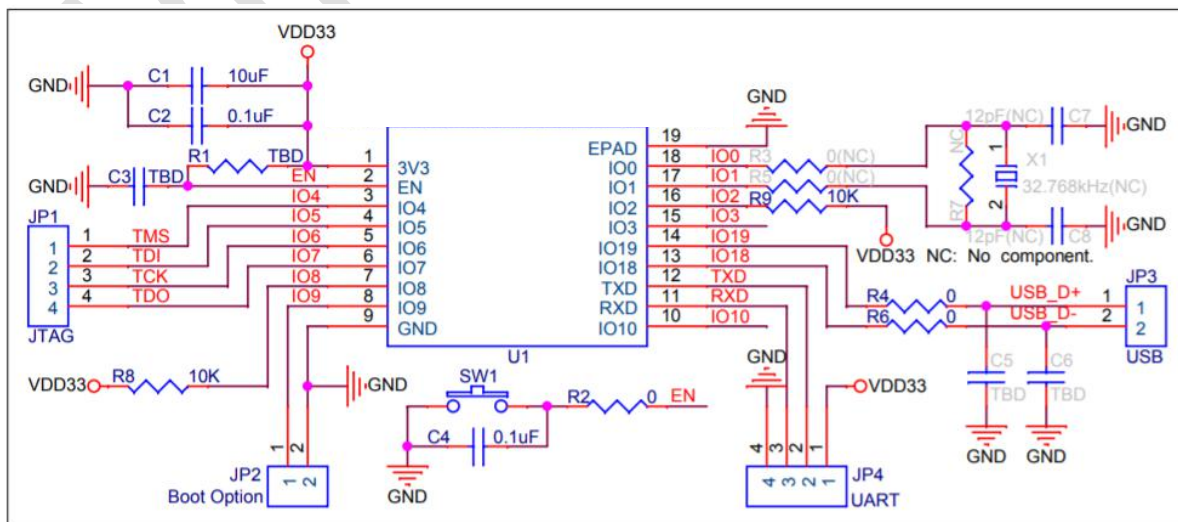 VDD33
GND
C1
10uF
C2
0.1uF
R1
TBD
GND
C3
TBD
EN
JP1
1
2
3
4
JTAG
1
2
3
4
TMS
TDI
TCK
TDO
IO4
IO5
IO6
IO7
IO8
IO9
1
2
3
4
5
6
7
8
9
3V3
EN
IO4
IO5
IO6
IO7
IO8
IO9
GND
U1
EPAD
IO0
IO1
IO2
IO3
IO19
IO18
TXD
RXD
IO10
19
18
17
16
15
14
13
12
11
10
GND
IO0
IO1
IO2
IO3
IO19
IO18
TXD
RXD
IO10
R3
0(NC)
R5
0(NC)
R9
10K
VDD33
NC: No component.
12pF(NC)
C7
GND
NC
R7
1
X1
32.768kHz(NC)
2
12pF(NC)
C8
GND
R4
0
R6
0
USB_D+
USB_D-
1
2
JP3
1
2
USB
C5
TBD
C6
TBD
GND
GND
VDD33
R8
10K
GND
1
2
JP2
Boot Option
1
2
SW1
C4
0.1uF
GND
R2
0
EN
GND
VDD33
4
3
2
1
4
3
2
1
JP4
UART